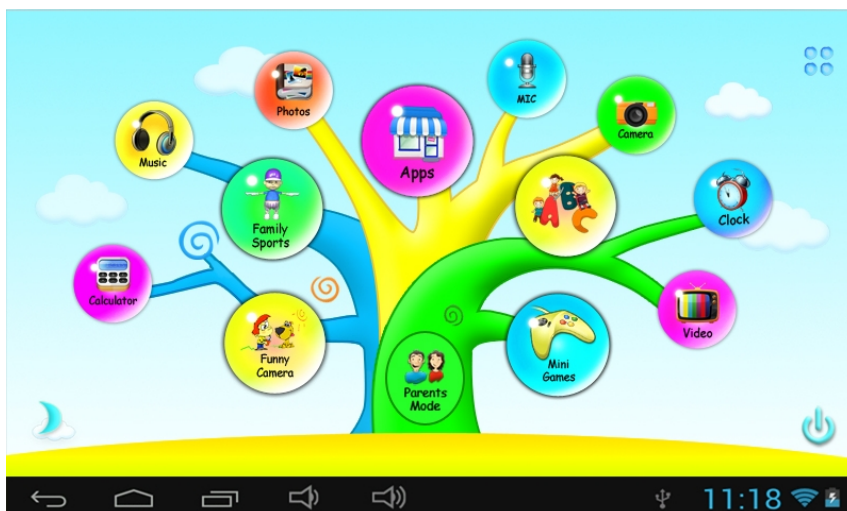 Photos
MIC
Music
Apps
Camera
A B C
Family
Sports
Clock
Calculator
Video
Funny
Camera
Mini
Games
Parents
Mode
11:18